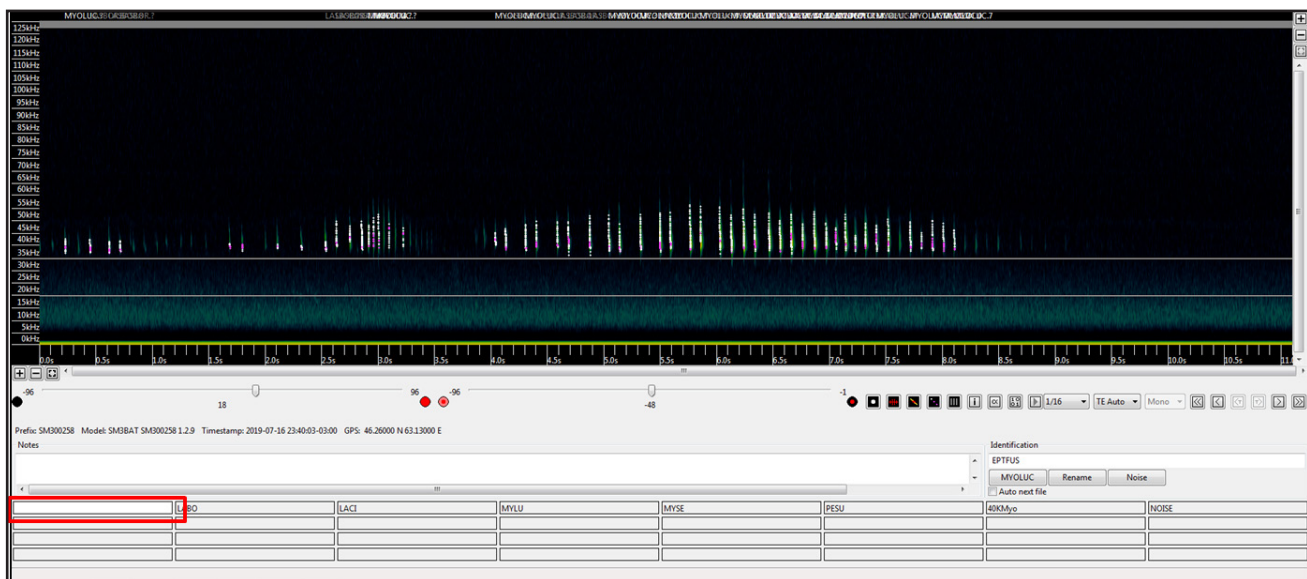 125kHz
120kHz
115kHz
110kHz
105kHz
100kHz
95kHz
90kHz
85kHz
80kHz
75kHz
70kHz
65kHz
60kHz
55kHz
50kHz
45kHz
40kHz
35kHz
30kHz
25kHz
20kHz
15kHz
10kHz
5kHz
0kHz
0.0s 0.5s 1.0s 1.5s 2.0s 2.5s 3.0s 3.5s 4.0s 4.5s 5.0s 5.5s 6.0s 6.5s 7.0s 7.5s 8.0s 8.5s 9.0s 9.5s 10.0s 10.5s
-96 18 96 -96 -48 -1
1/16 TE Auto Mono
Prefix: SM300258 Model: SM3BAT SM300258 1.2.9 Timestamp: 2019-07-16 23:40:03-03:00 GPS: 46.26000 N 63.13000 E
Notes Identification
EPTFUS
MYOLUC Rename Noise
Auto next file
LABO LACI MYLU MYSE PESU 40KMyo NOISE